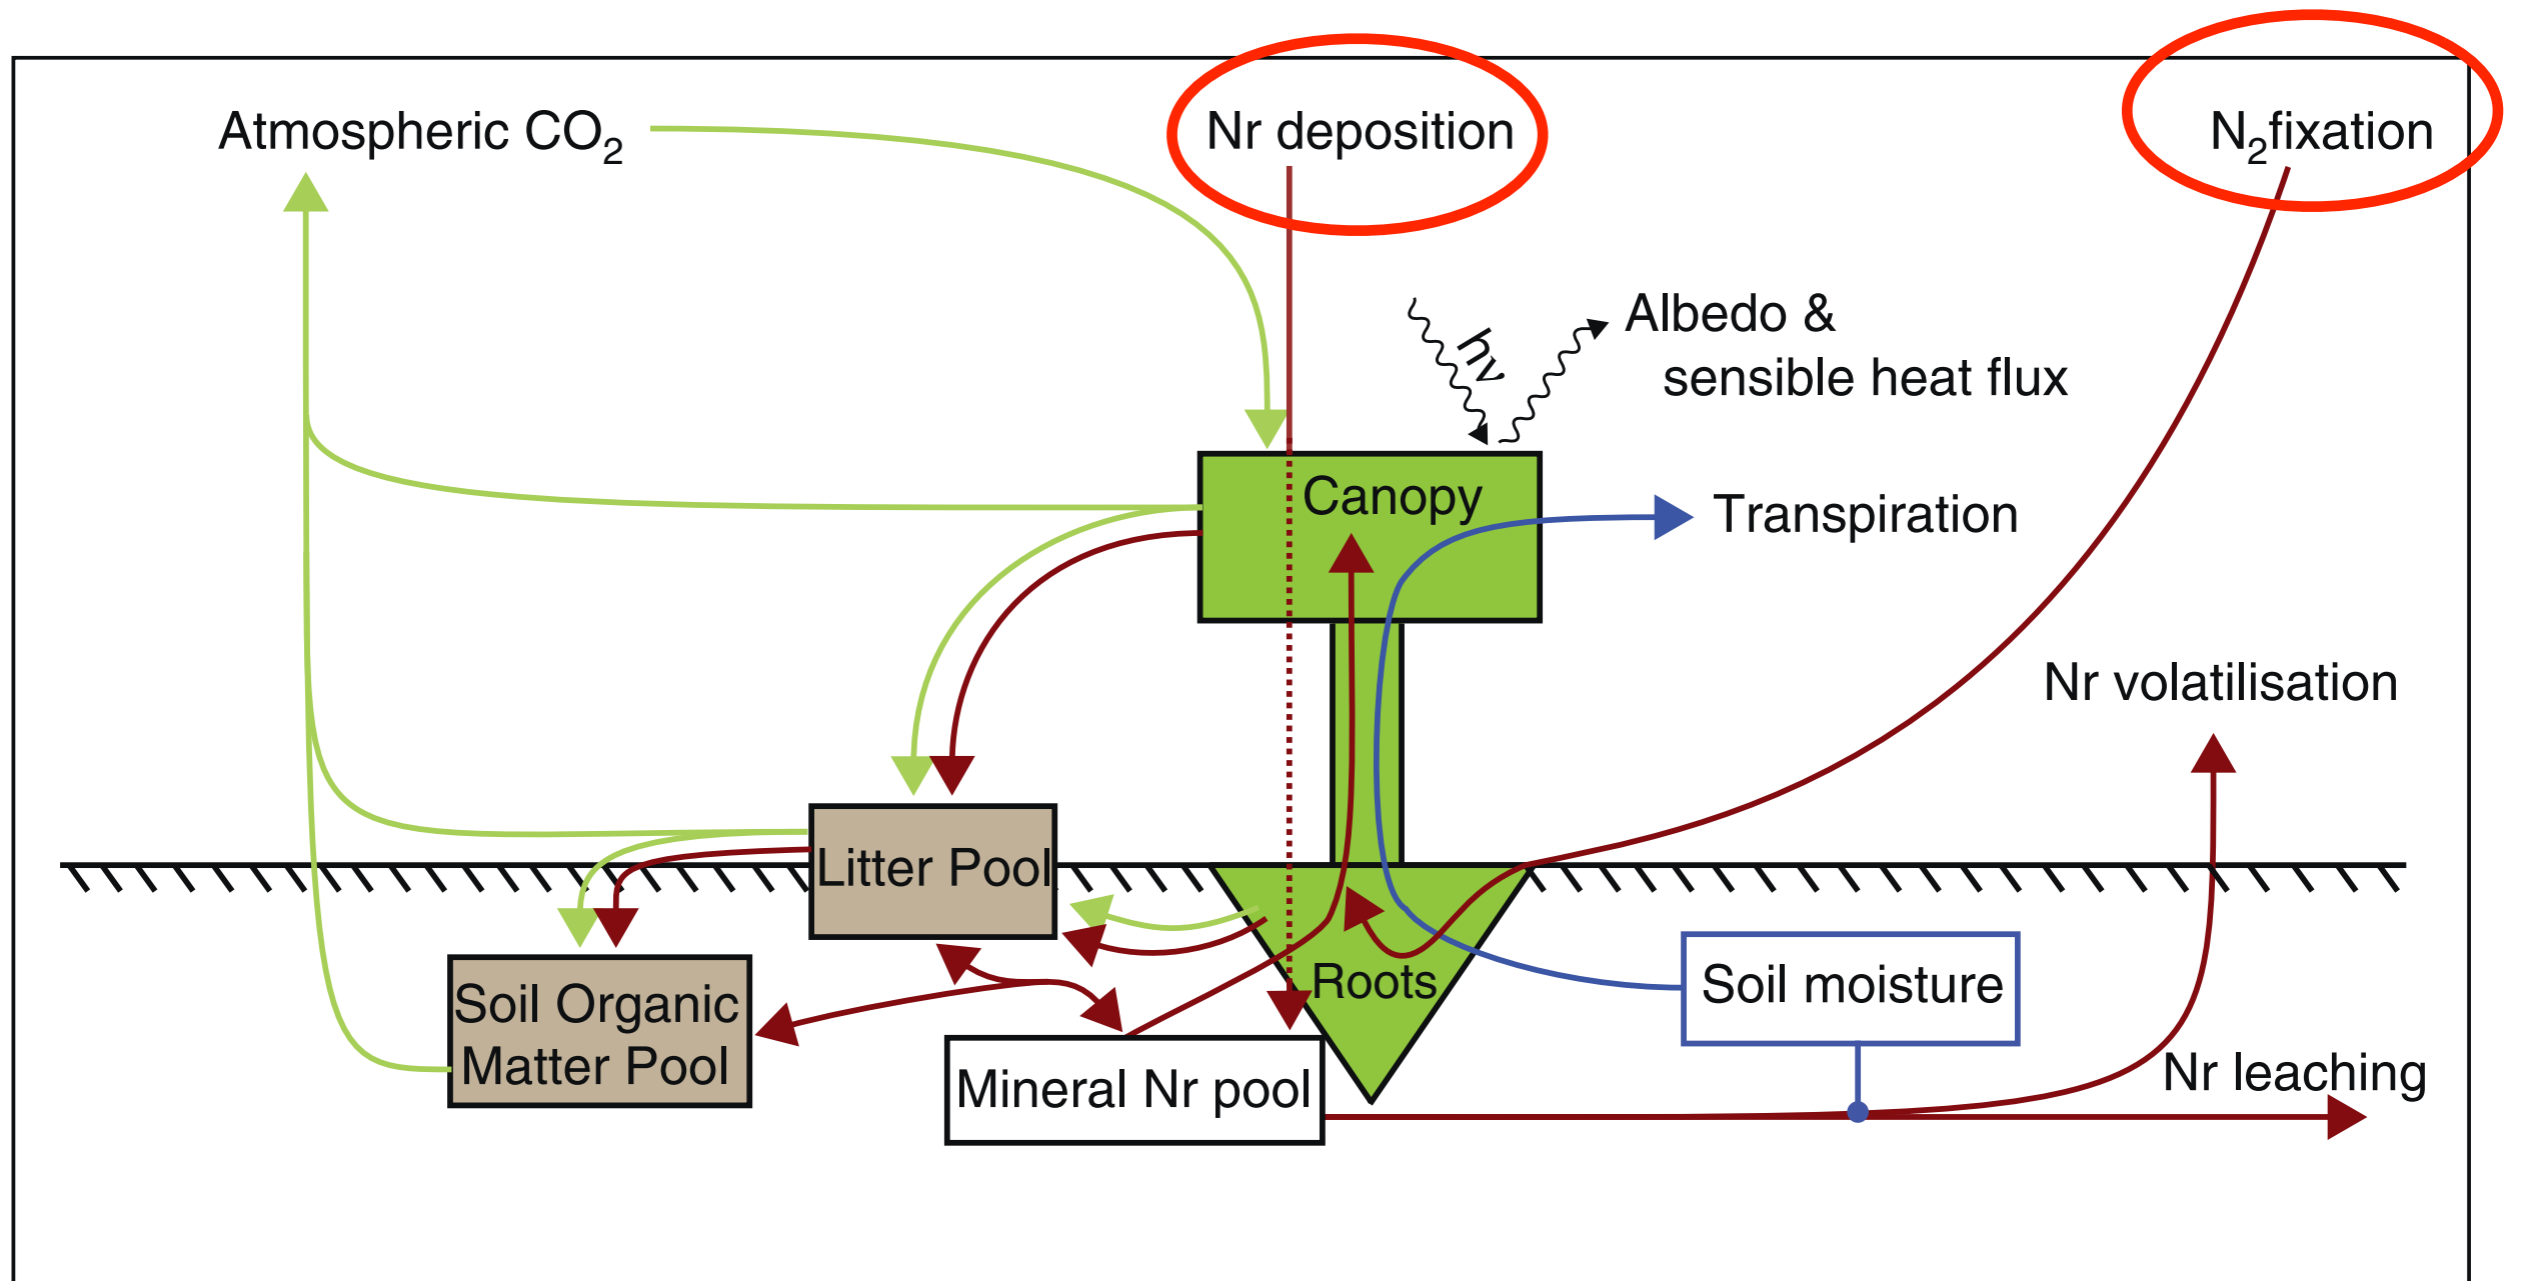 Atmospheric CO₂
Nr deposition
N₂fixation
hν
Albedo &
sensible heat flux
Canopy
Transpiration
Nr volatilisation
Litter Pool
Roots
Soil moisture
Soil Organic
Matter Pool
Mineral Nr pool
Nr leaching